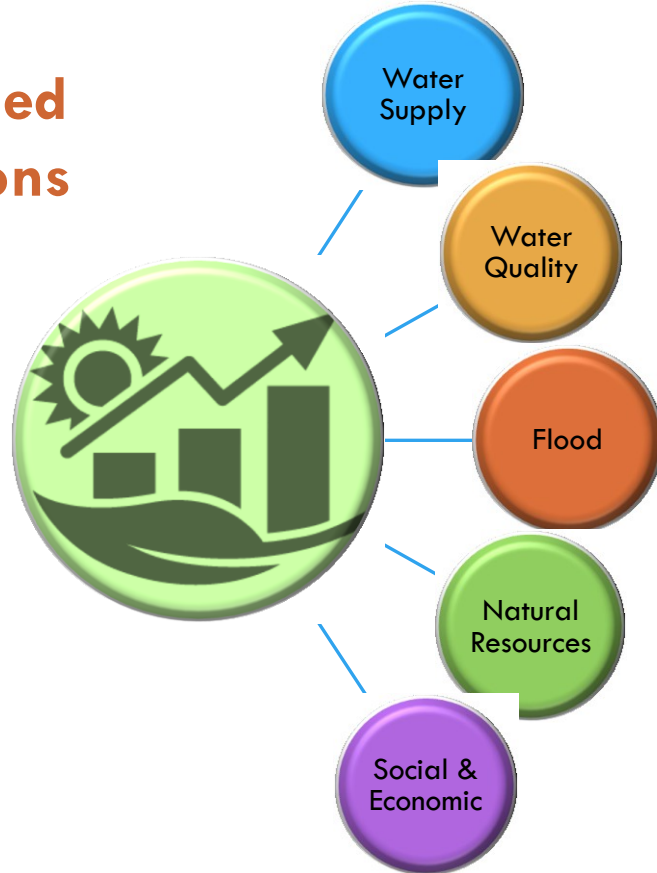 ed
ons
Water
Supply
Water
Quality
Flood
Natural
Resources
Social &
Economic